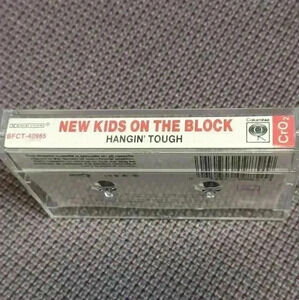 NEW KIDS ON THE BLOCK
HANGIN' TOUGH
BFCT-40985
Columbia
CrO2